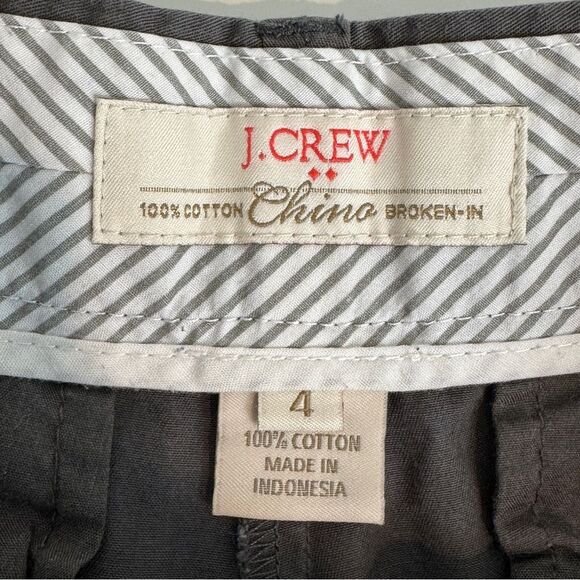 J.CREW
100% COTTON Chino BROKEN-IN
4
100% COTTON
MADE IN
INDONESIA